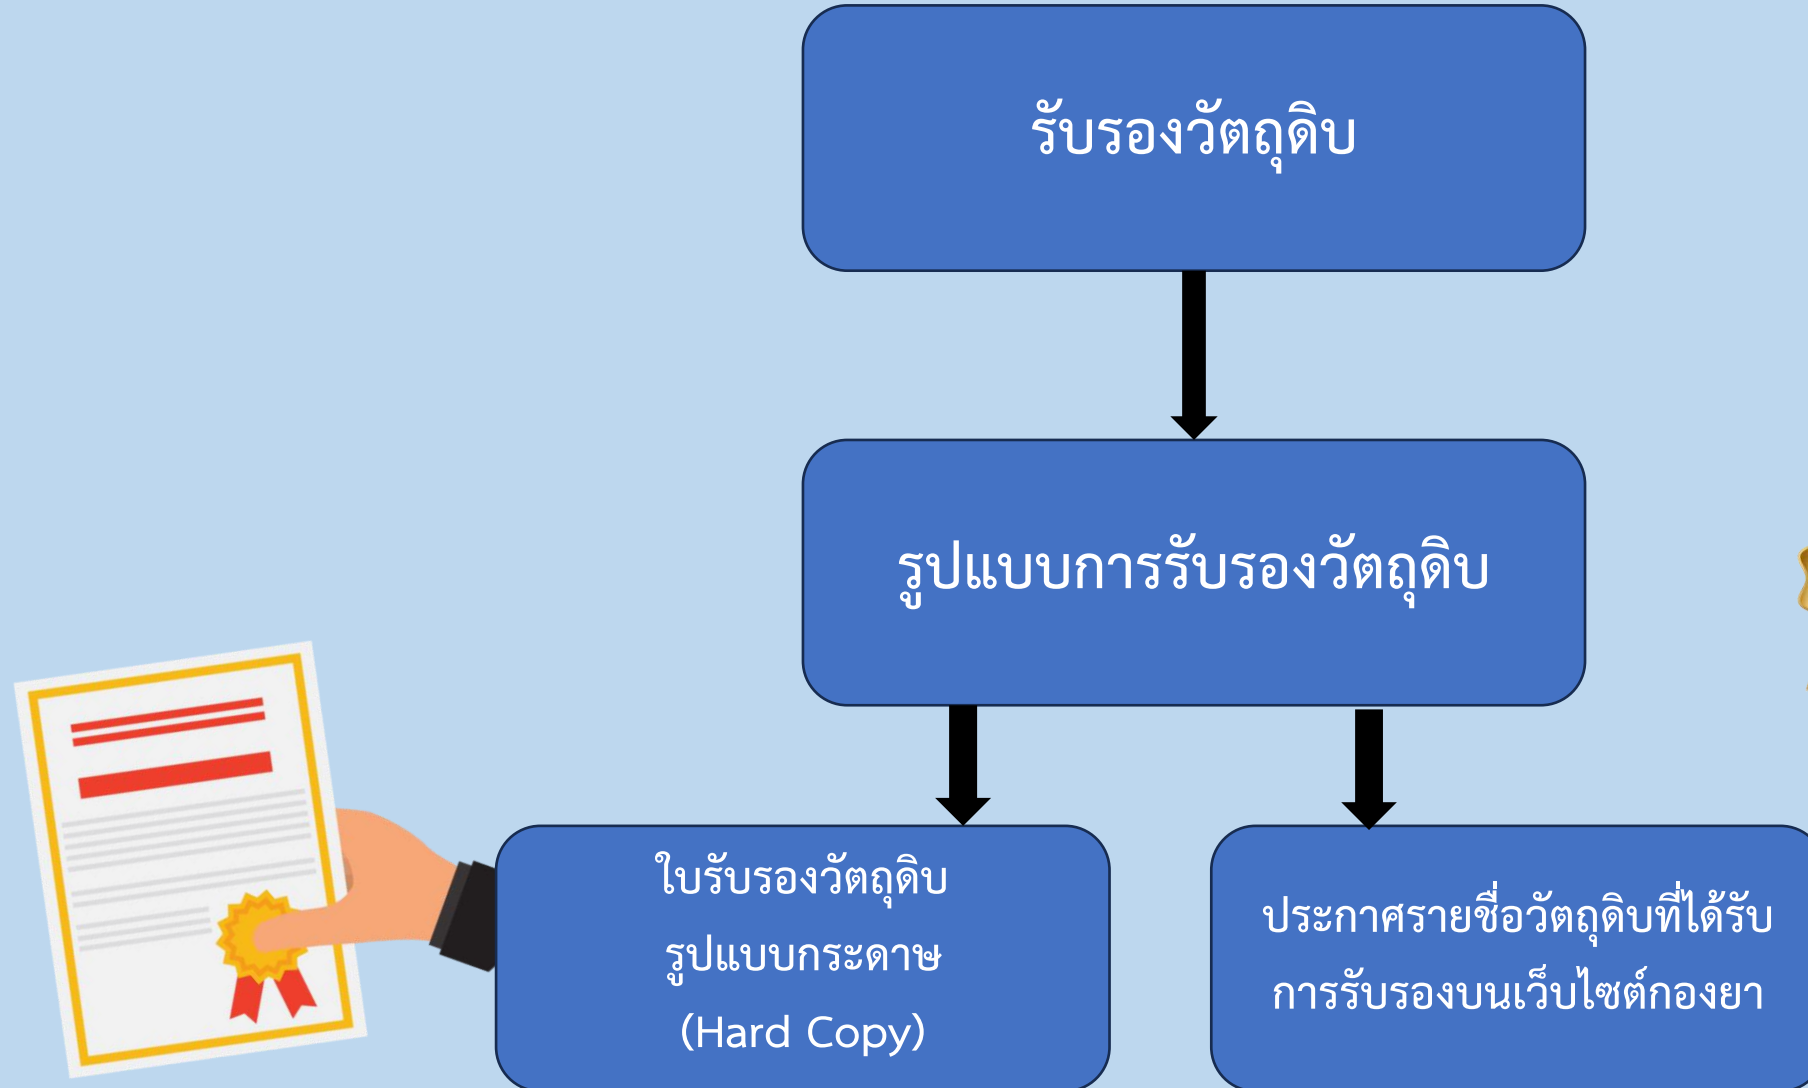 รับรองวัตถุดิบ
รูปแบบการรับรองวัตถุดิบ
ใบรับรองวัตถุดิบ
รูปแบบกระดาษ
(Hard Copy)
ประกาศรายชื่อวัตถุดิบที่ได้รับ
การรับรองบนเว็บไซต์กองยา